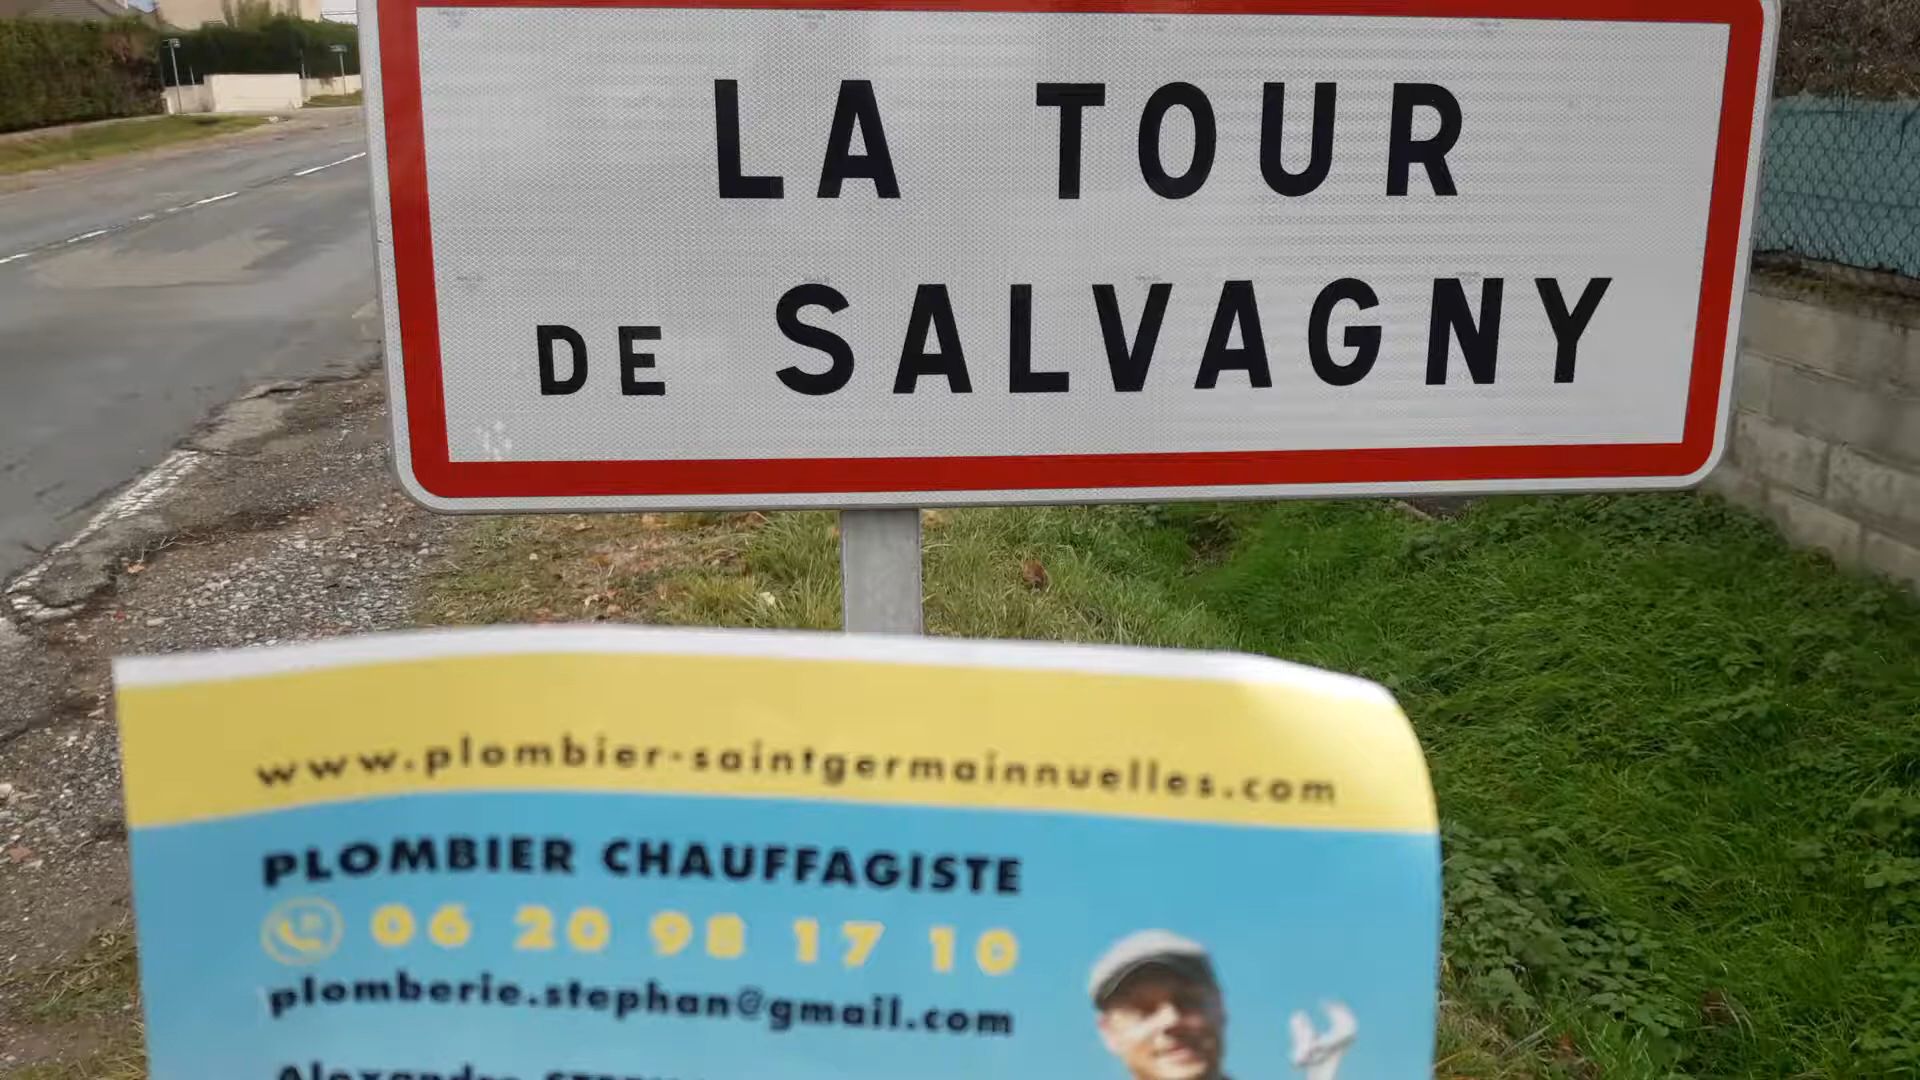 LA TOUR
DE SALVAGNY
www.plombier-saintgermainnuelles.com
PLOMBIER CHAUFFAGISTE
06 20 98 17 10
plomberie.stephan@gmail.com
Alexandre